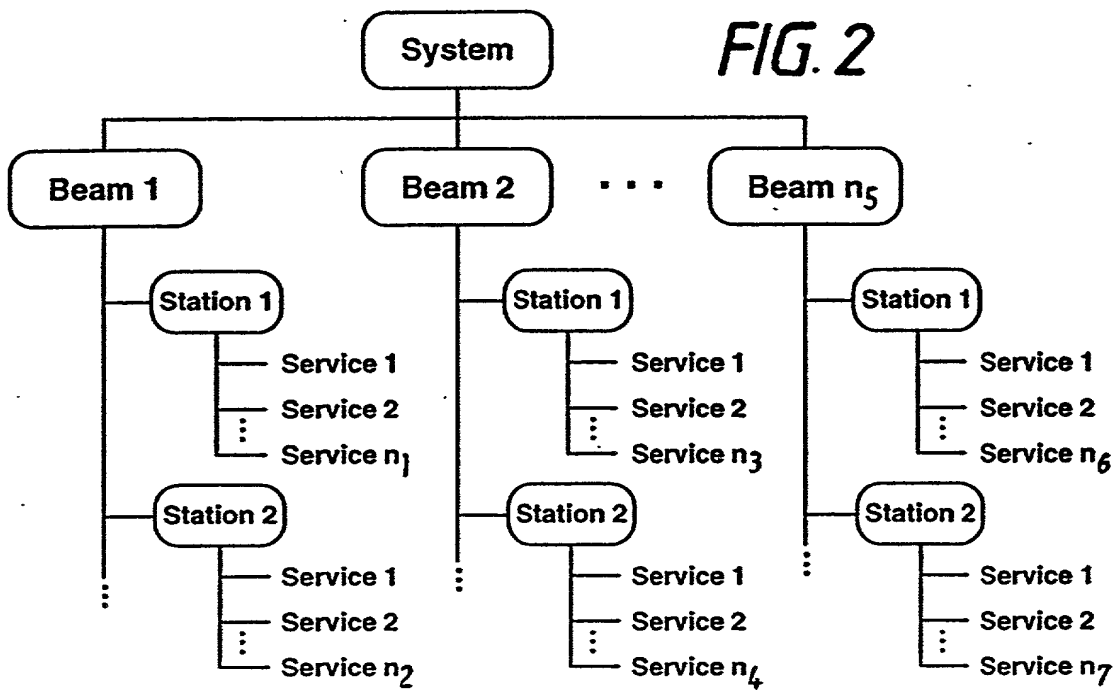 System
FIG. 2
Beam 1
Beam 2
...
Beam n5
Station 1
Service 1
Service 2
Service n1
Station 2
Service 1
Service 2
Service n2
Station 1
Service 1
Service 2
Service n3
Station 2
Service 1
Service 2
Service n4
Station 1
Service 1
Service 2
Service n6
Station 2
Service 1
Service 2
Service n7